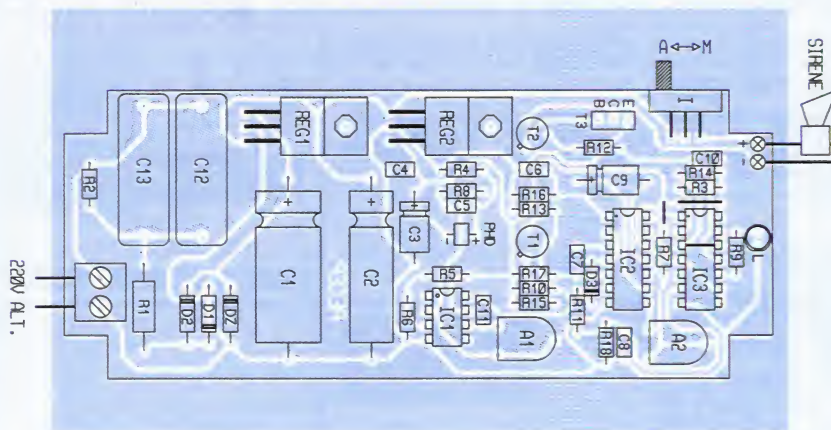 A ↔ M
SIRENE
+
-
I
B C E
T3
REG1
REG2
T2
R12
C10
R14
R3
C13
C12
R2
C4
R4
R8
C5
C6
R16
R13
C9
C1
C2
C3
PHD
T1
IC2
R7
IC3
R9
L
220V ALT.
R1
D2
D1
DZ
R6
R5
IC1
C11
R17
R10
R15
A1
C7
D3
R11
R18
C8
A2